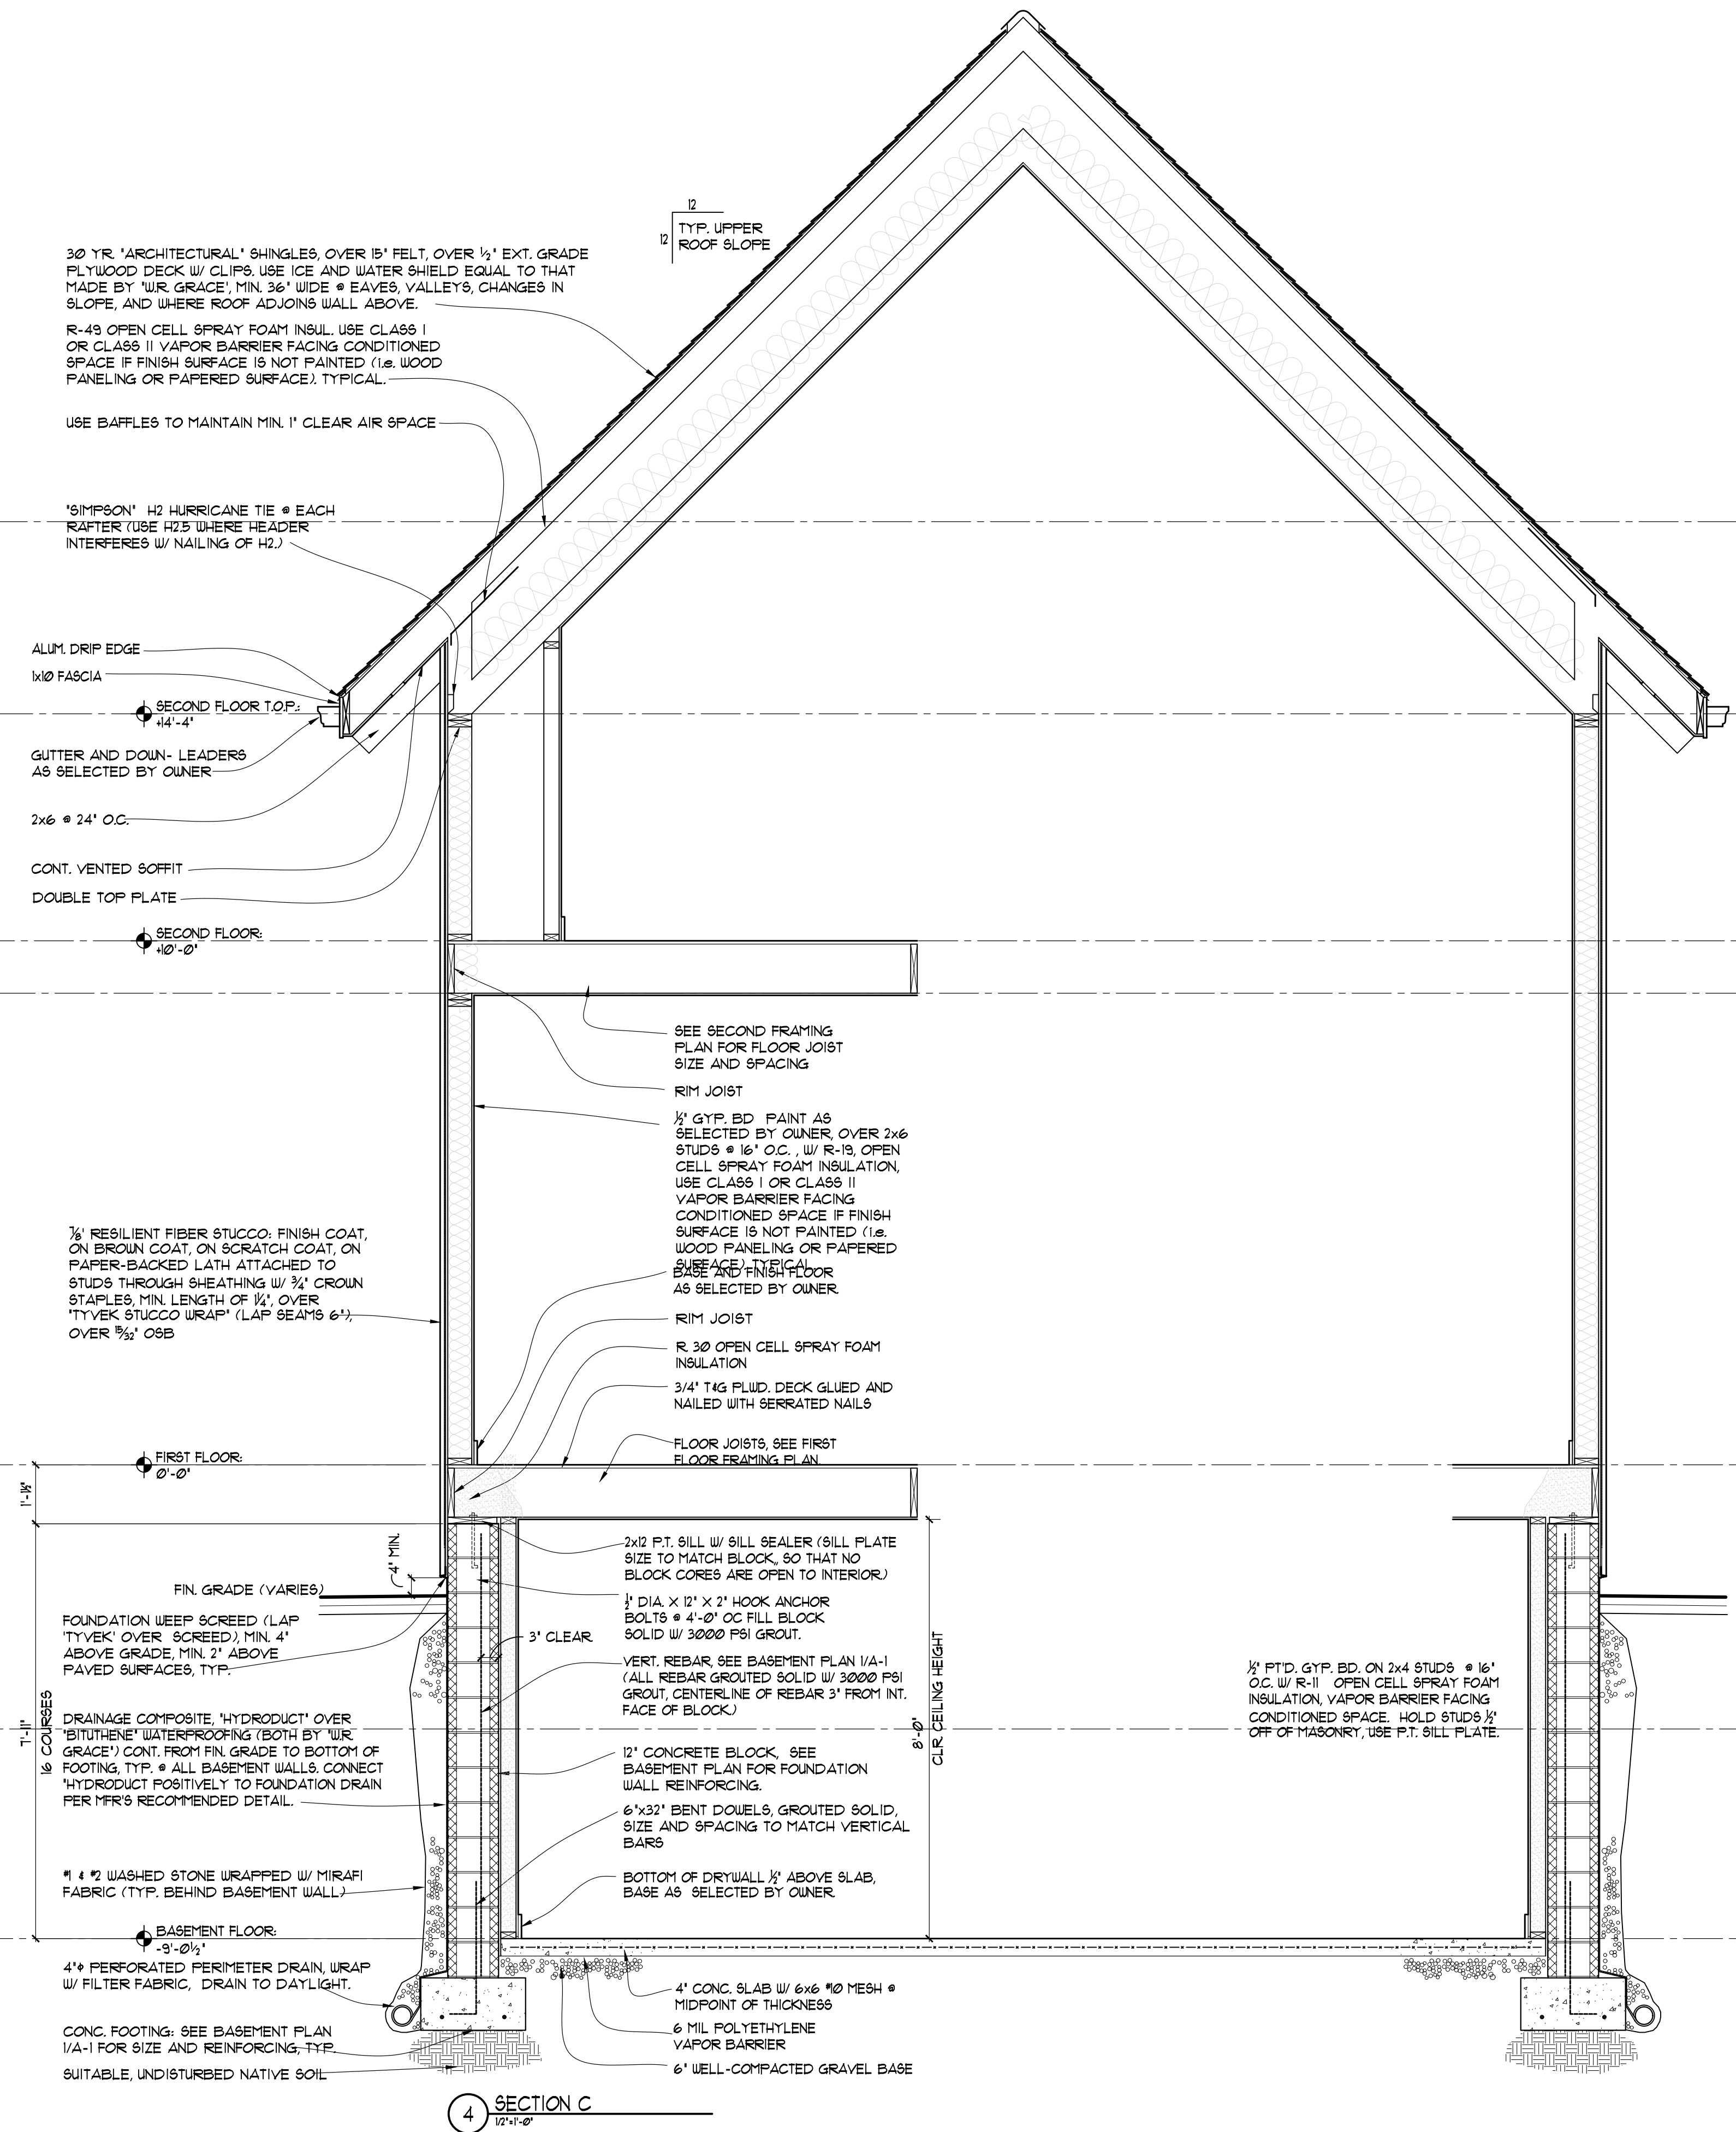 12
12
TYP. UPPER
ROOF SLOPE
30 YR. "ARCHITECTURAL" SHINGLES, OVER 15# FELT, OVER ½" EXT. GRADE
PLYWOOD DECK W/ CLIPS. USE ICE AND WATER SHIELD EQUAL TO THAT
MADE BY 'W.R. GRACE', MIN. 36" WIDE @ EAVES, VALLEYS, CHANGES IN
SLOPE, AND WHERE ROOF ADJOINS WALL ABOVE.
R-49 OPEN CELL SPRAY FOAM INSUL. USE CLASS I
OR CLASS II VAPOR BARRIER FACING CONDITIONED
SPACE IF FINISH SURFACE IS NOT PAINTED (i.e. WOOD
PANELING OR PAPERED SURFACE). TYPICAL.
USE BAFFLES TO MAINTAIN MIN. 1" CLEAR AIR SPACE
"SIMPSON" H2 HURRICANE TIE @ EACH
RAFTER (USE H2.5 WHERE HEADER
INTERFERES W/ NAILING OF H2.)
ALUM. DRIP EDGE
1x10 FASCIA
SECOND FLOOR T.O.P.:
+14'-4"
GUTTER AND DOWN- LEADERS
AS SELECTED BY OWNER
2x6 @ 24" O.C.
CONT. VENTED SOFFIT
DOUBLE TOP PLATE
SECOND FLOOR:
+10'-0"
SEE SECOND FRAMING
PLAN FOR FLOOR JOIST
SIZE AND SPACING
RIM JOIST
½" GYP. BD PAINT AS
SELECTED BY OWNER, OVER 2x6
STUDS @ 16" O.C. , W/ R-19, OPEN
CELL SPRAY FOAM INSULATION,
USE CLASS I OR CLASS II
VAPOR BARRIER FACING
CONDITIONED SPACE IF FINISH
SURFACE IS NOT PAINTED (i.e.
WOOD PANELING OR PAPERED
SURFACE) TYPICAL.
BASE AND FINISH FLOOR
AS SELECTED BY OWNER.
RIM JOIST
R. 30 OPEN CELL SPRAY FOAM
INSULATION
3/4" T&G PLWD. DECK GLUED AND
NAILED WITH SERRATED NAILS
FLOOR JOISTS, SEE FIRST
FLOOR FRAMING PLAN.
⅞" RESILIENT FIBER STUCCO: FINISH COAT,
ON BROWN COAT, ON SCRATCH COAT, ON
PAPER-BACKED LATH ATTACHED TO
STUDS THROUGH SHEATHING W/ ¾" CROWN
STAPLES, MIN. LENGTH OF 1¼", OVER
"TYVEK STUCCO WRAP" (LAP SEAMS 6"),
OVER 15/32" OSB
FIRST FLOOR:
0'-0"
1'-1½"
4" MIN.
FIN. GRADE (VARIES)
FOUNDATION WEEP SCREED (LAP
'TYVEK' OVER SCREED), MIN. 4"
ABOVE GRADE, MIN. 2" ABOVE
PAVED SURFACES, TYP.
7'-11"
16 COURSES
DRAINAGE COMPOSITE, "HYDRODUCT" OVER
"BITUTHENE" WATERPROOFING (BOTH BY "W.R.
GRACE") CONT. FROM FIN. GRADE TO BOTTOM OF
FOOTING, TYP. @ ALL BASEMENT WALLS. CONNECT
"HYDRODUCT POSITIVELY TO FOUNDATION DRAIN
PER MFR'S RECOMMENDED DETAIL.
#1 & #2 WASHED STONE WRAPPED W/ MIRAFI
FABRIC (TYP. BEHIND BASEMENT WALL)
BASEMENT FLOOR:
-9'-0½"
4"ɸ PERFORATED PERIMETER DRAIN, WRAP
W/ FILTER FABRIC, DRAIN TO DAYLIGHT.
CONC. FOOTING: SEE BASEMENT PLAN
1/A-1 FOR SIZE AND REINFORCING, TYP.
SUITABLE, UNDISTURBED NATIVE SOIL
2x12 P.T. SILL W/ SILL SEALER (SILL PLATE
SIZE TO MATCH BLOCK,, SO THAT NO
BLOCK CORES ARE OPEN TO INTERIOR.)
½" DIA. X 12" X 2" HOOK ANCHOR
BOLTS @ 4'-0" OC FILL BLOCK
SOLID W/ 3000 PSI GROUT.
3" CLEAR
VERT. REBAR, SEE BASEMENT PLAN 1/A-1
(ALL REBAR GROUTED SOLID W/ 3000 PSI
GROUT, CENTERLINE OF REBAR 3" FROM INT.
FACE OF BLOCK.)
12" CONCRETE BLOCK, SEE
BASEMENT PLAN FOR FOUNDATION
WALL REINFORCING.
6"x32" BENT DOWELS, GROUTED SOLID,
SIZE AND SPACING TO MATCH VERTICAL
BARS
BOTTOM OF DRYWALL ½" ABOVE SLAB,
BASE AS SELECTED BY OWNER.
8'-0"
CLR CEILING HEIGHT
½" PT'D. GYP. BD. ON 2x4 STUDS @ 16"
O.C. W/ R-11 OPEN CELL SPRAY FOAM
INSULATION, VAPOR BARRIER FACING
CONDITIONED SPACE. HOLD STUDS ½"
OFF OF MASONRY, USE P.T. SILL PLATE.
4" CONC. SLAB W/ 6x6 #10 MESH @
MIDPOINT OF THICKNESS
6 MIL POLYETHYLENE
VAPOR BARRIER
6" WELL-COMPACTED GRAVEL BASE
4
SECTION C
1/2"=1'-0"